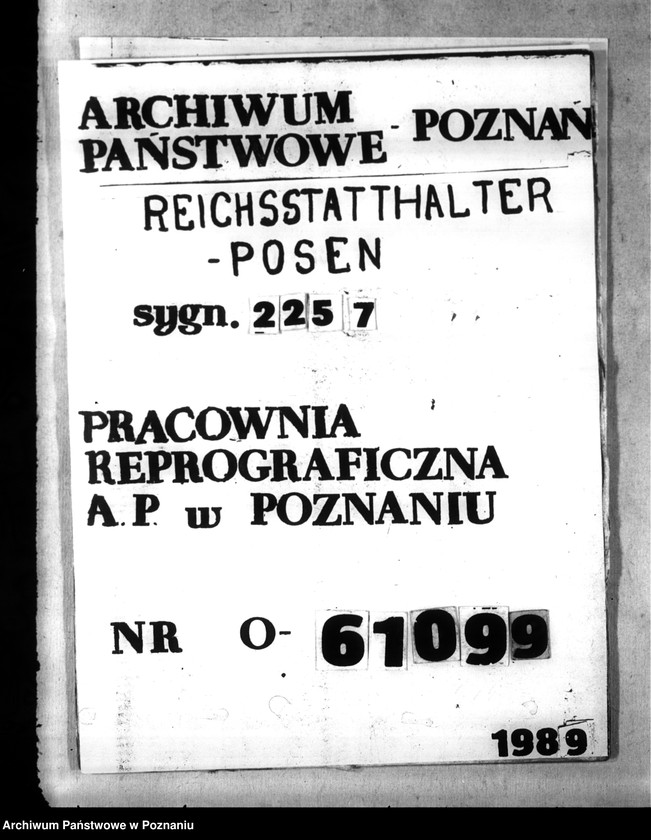 ARCHIWUM
PAŃSTWOWE - POZNAŃ
REICHSSTATTHALTER
-POSEN
sygn. 2257
PRACOWNIA
REPROGRAFICZNA
A.P. w POZNANIU
NR O- 61099
1989
Archiwum Państwowe w Poznaniu